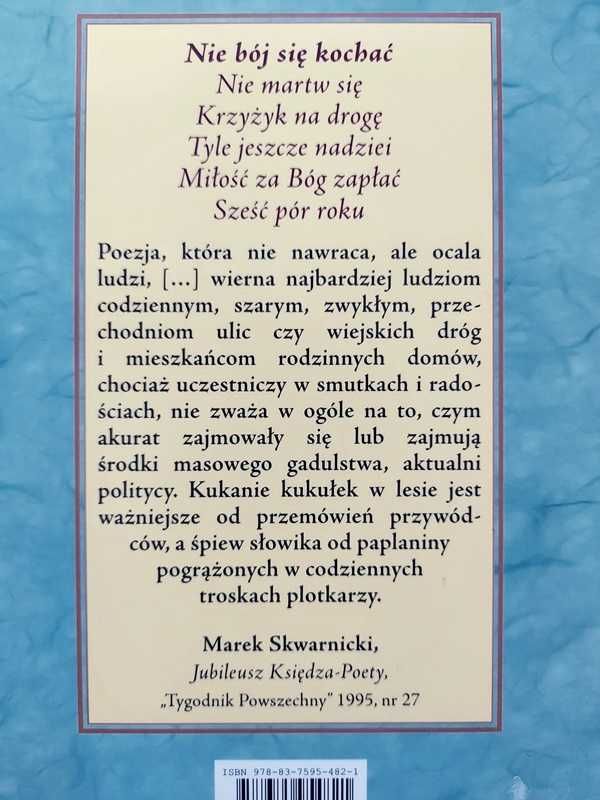 Nie bój się kochać
Nie martw się
Krzyżyk na drogę
Tyle jeszcze nadziei
Miłość za Bóg zapłać
Sześć pór roku
Poezja, która nie nawraca, ale ocala
ludzi, [...] wierna najbardziej ludziom
codziennym, szarym, zwykłym, prze-
chodniom ulic czy wiejskich dróg
i mieszkańcom rodzinnych domów,
chociaż uczestniczy w smutkach i rado-
ściach, nie zważa w ogóle na to, czym
akurat zajmowały się lub zajmują
środki masowego gadulstwa, aktualni
politycy. Kukanie kukułek w lesie jest
ważniejsze od przemówień przywód-
ców, a śpiew słowika od paplaniny
pogrążonych w codziennych
troskach plotkarzy.
Marek Skwarnicki,
Jubileusz Księdza-Poety,
„Tygodnik Powszechny” 1995, nr 27
ISBN 978-83-7595-482-1